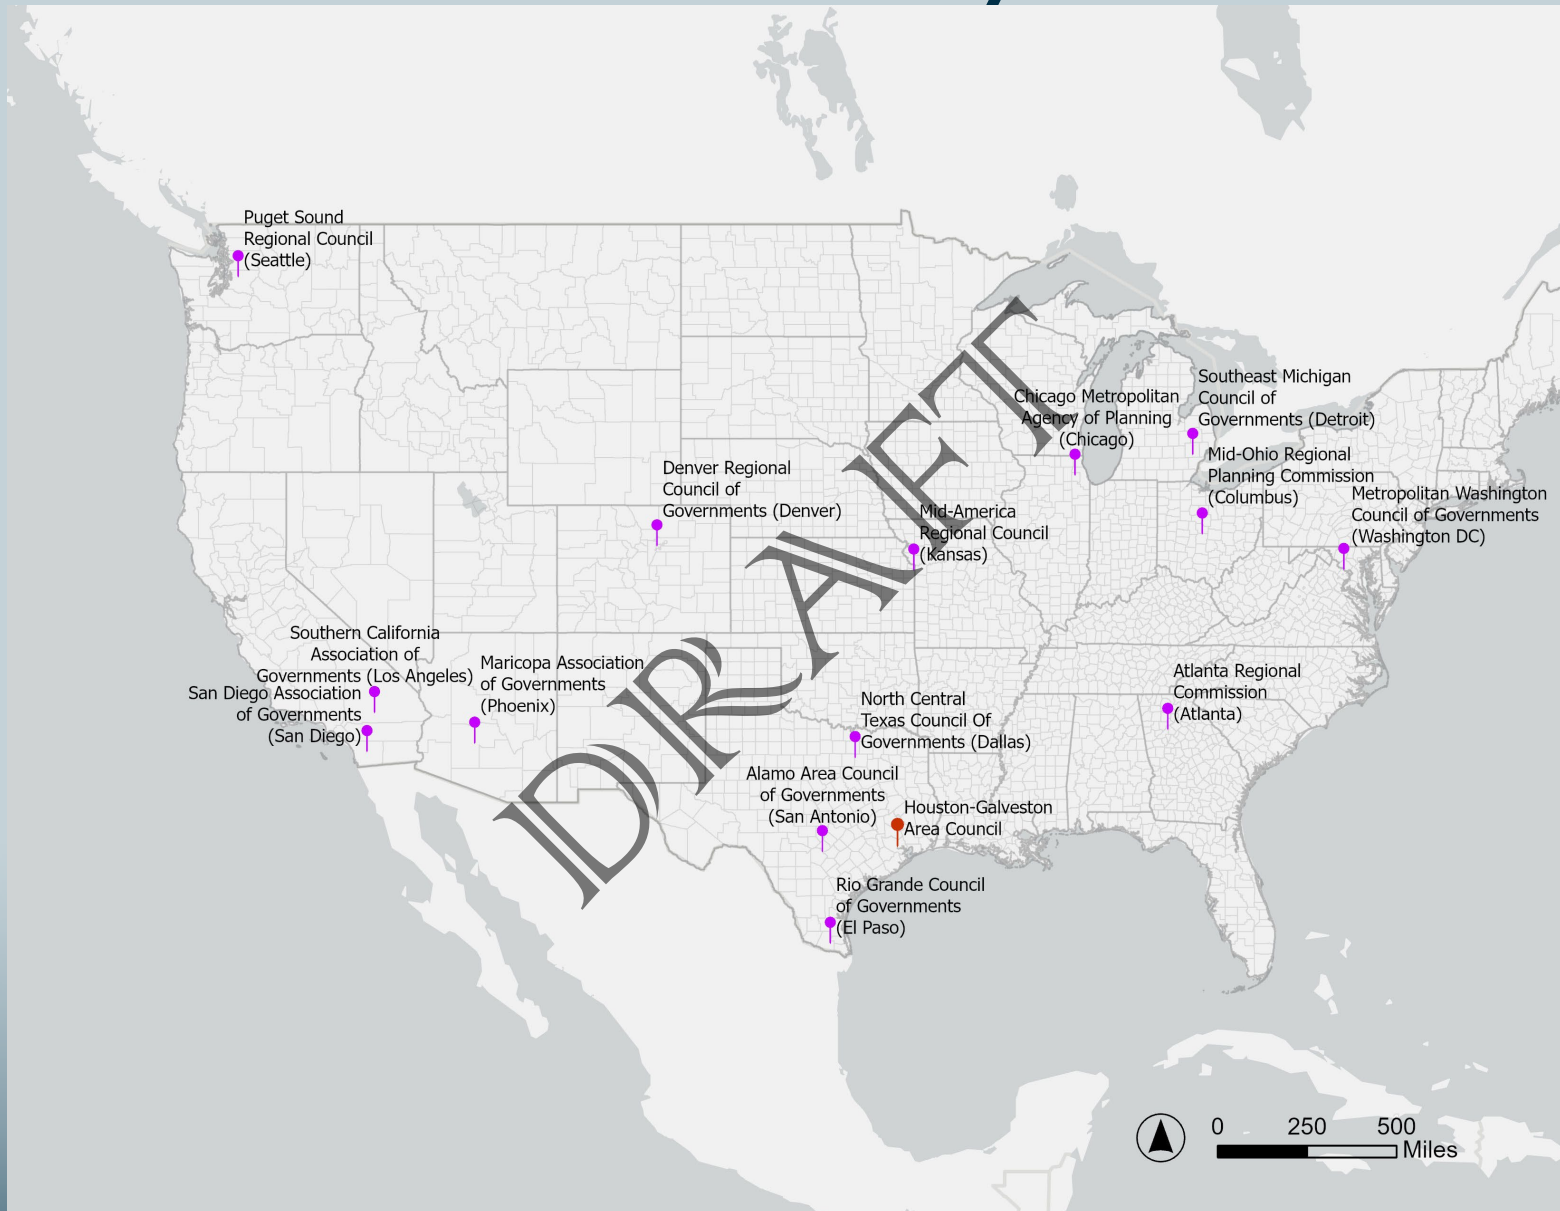 Puget Sound
Regional Council
(Seattle)
Southeast Michigan
Council of
Governments (Detroit)
Chicago Metropolitan
Agency of Planning
(Chicago)
Mid-Ohio Regional
Planning Commission
(Columbus)
Denver Regional
Council of
Governments (Denver)
Metropolitan Washington
Council of Governments
(Washington DC)
Mid-America
Regional Council
(Kansas)
Southern California
Association of
Governments (Los Angeles)
Maricopa Association
of Governments
(Phoenix)
San Diego Association
of Governments
(San Diego)
Atlanta Regional
Commission
(Atlanta)
North Central
Texas Council Of
Governments (Dallas)
Alamo Area Council
of Governments
(San Antonio)
Houston-Galveston
Area Council
Rio Grande Council
of Governments
(El Paso)
DRAFT
0 250 500
Miles